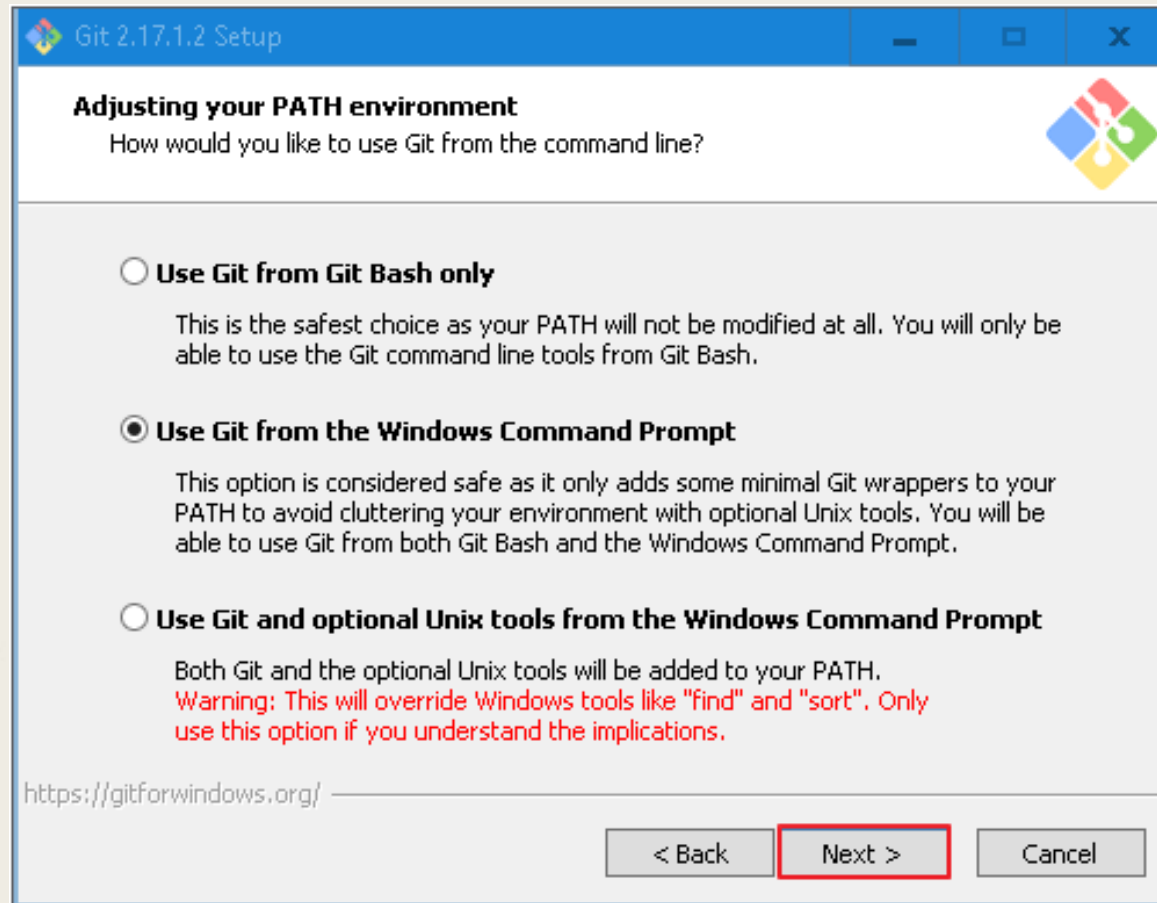 Git 2.17.1.2 Setup
Adjusting your PATH environment
How would you like to use Git from the command line?
Use Git from Git Bash only
This is the safest choice as your PATH will not be modified at all. You will only be
able to use the Git command line tools from Git Bash.
Use Git from the Windows Command Prompt
This option is considered safe as it only adds some minimal Git wrappers to your
PATH to avoid cluttering your environment with optional Unix tools. You will be
able to use Git from both Git Bash and the Windows Command Prompt.
Use Git and optional Unix tools from the Windows Command Prompt
Both Git and the optional Unix tools will be added to your PATH.
Warning: This will override Windows tools like "find" and "sort". Only
use this option if you understand the implications.
https://gitforwindows.org/
< Back Next > Cancel